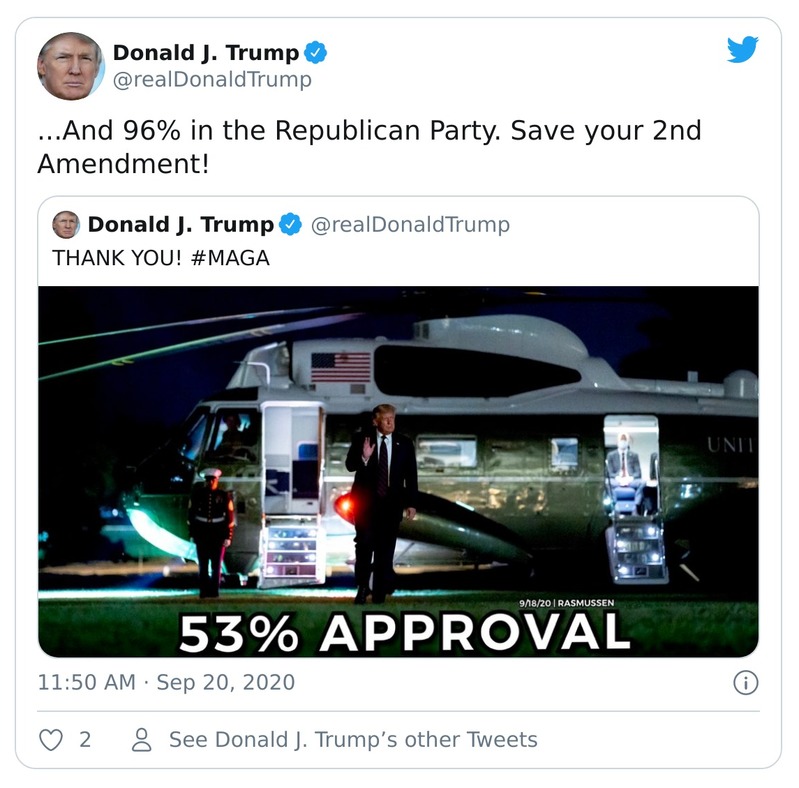 Donald J. Trump
@realDonaldTrump
...And 96% in the Republican Party. Save your 2nd
Amendment!
Donald J. Trump @realDonaldTrump
THANK YOU! #MAGA
UNIT
9/18/20 | RASMUSSEN
53% APPROVAL
11:50 AM · Sep 20, 2020
2 See Donald J. Trump’s other Tweets